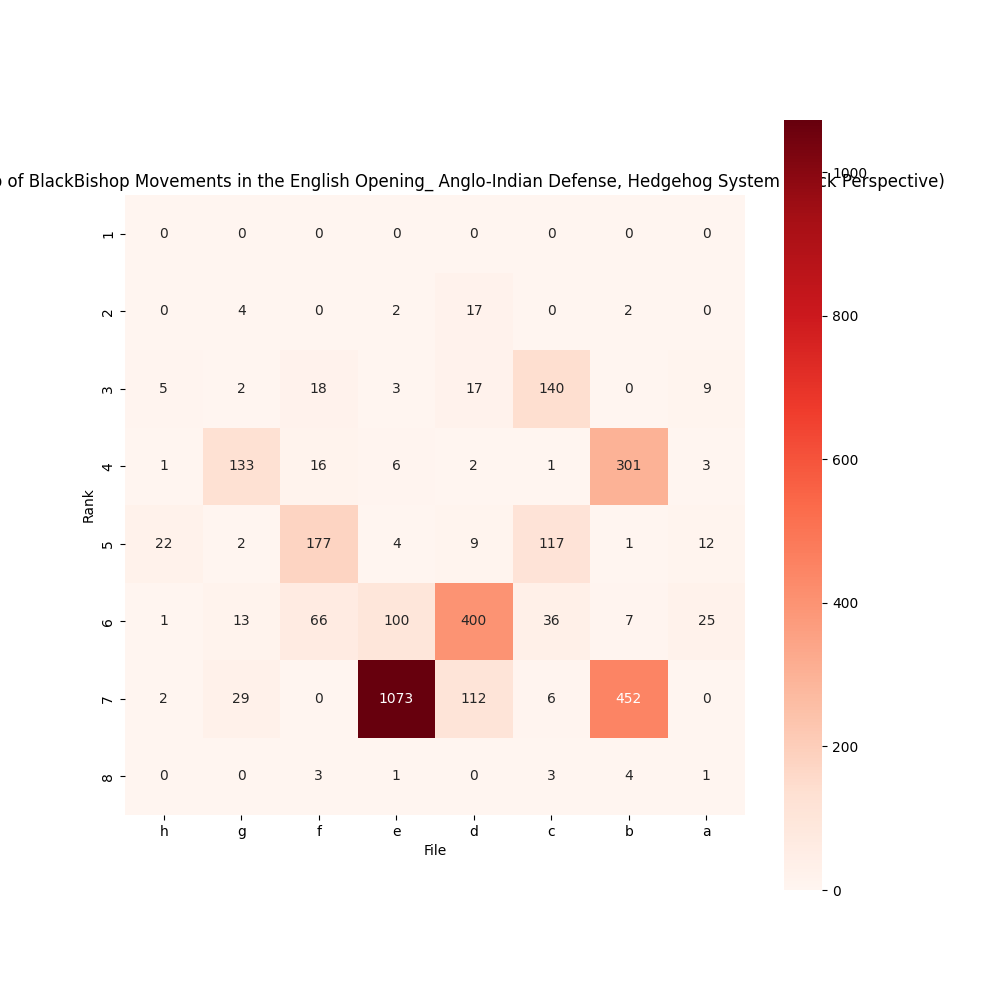 of BlackBishop Movements in the English Opening_ Anglo-Indian Defense, Hedgehog System Perspective)
1000
1 0 0 0 0 0 0 0 0
2 0 4 0 2 17 0 2 0
800
3 5 2 18 3 17 140 0 9
4 1 133 16 6 2 1 301 3
600
Rank
5 22 2 177 4 9 117 1 12
6 1 13 66 100 400 36 7 25
400
7 2 29 0 1073 112 6 452 0
200
8 0 0 3 1 0 3 4 1
h g f e d c b a
File
0